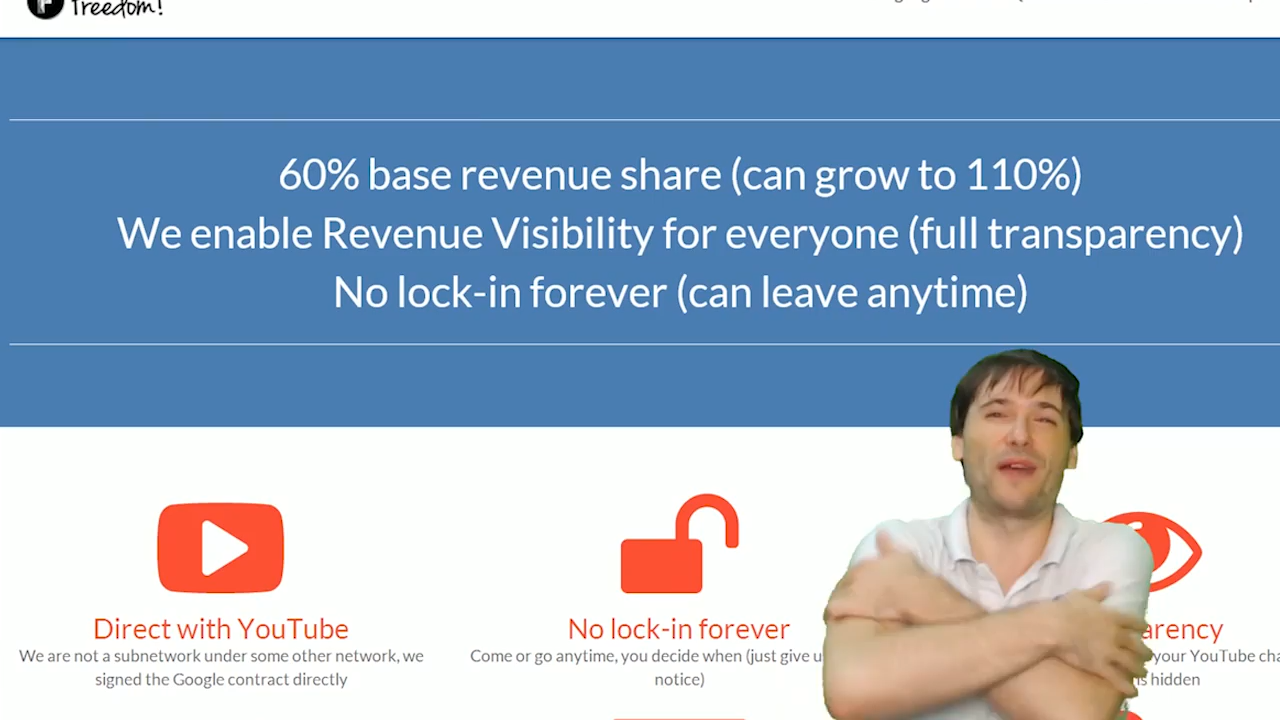 Freedom!
60% base revenue share (can grow to 110%)
We enable Revenue Visibility for everyone (full transparency)
No lock-in forever (can leave anytime)
Direct with YouTube
We are not a subnetwork under some other network, we
signed the Google contract directly
No lock-in forever
Come or go anytime, you decide when (just give
notice)
your YouTube
is hidden